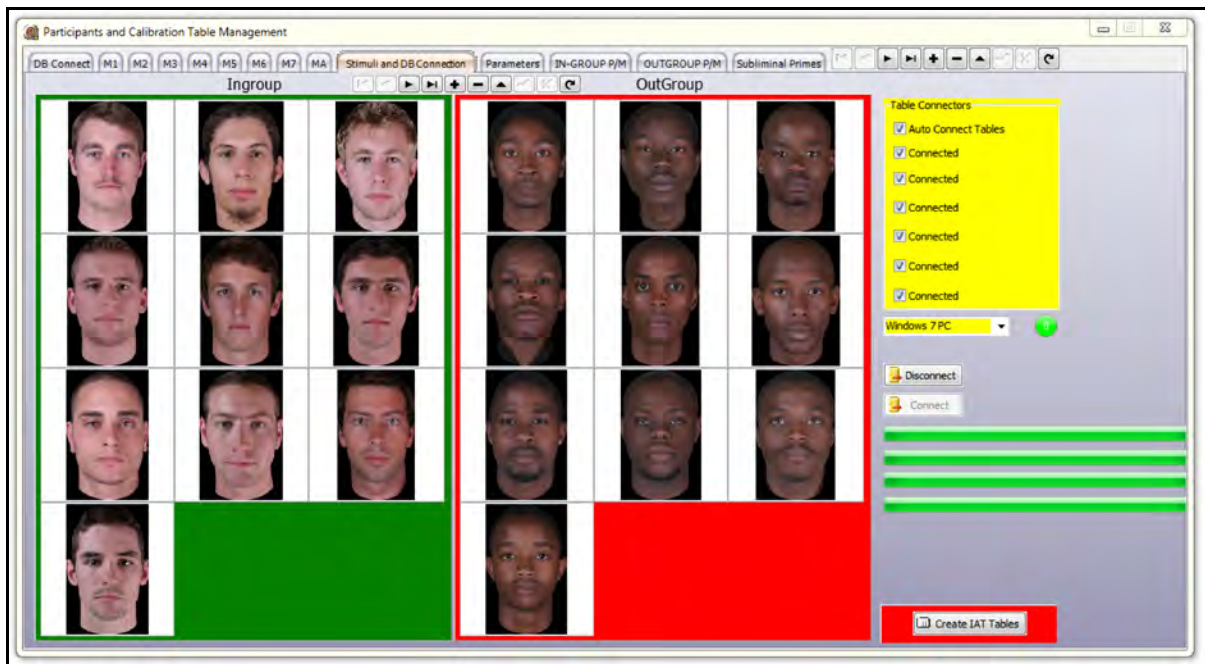 Participants and Calibration Table Management
DB Connect M1 M2 M3 M4 M5 M6 M7 MA Stimuli and DB Connection Parameters IN-GROUP P/M OUTGROUP P/M Subliminal Primes
Ingroup OutGroup
Table Connectors
Auto Connect Tables
Connected
Connected
Connected
Connected
Connected
Connected
Windows 7 PC
Disconnect
Connect
Create IAT Tables